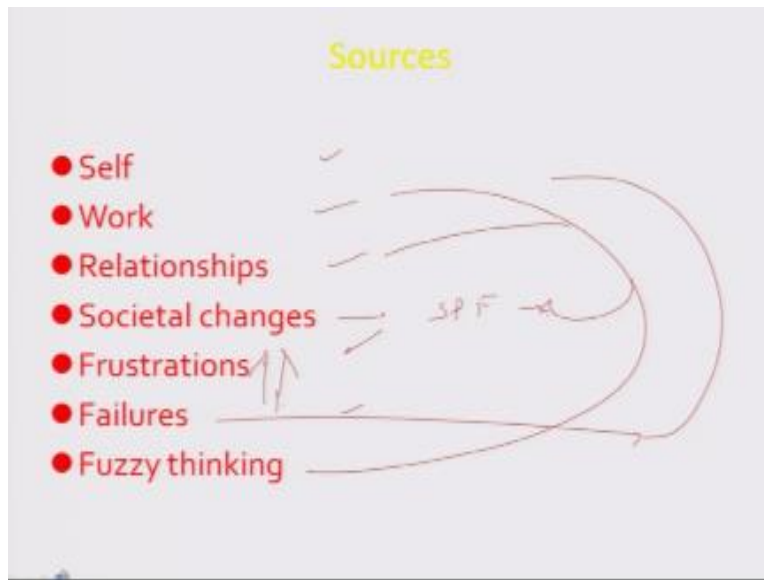 Sources
Self
Work
Relationships
Societal changes
Frustrations
Failures
Fuzzy thinking